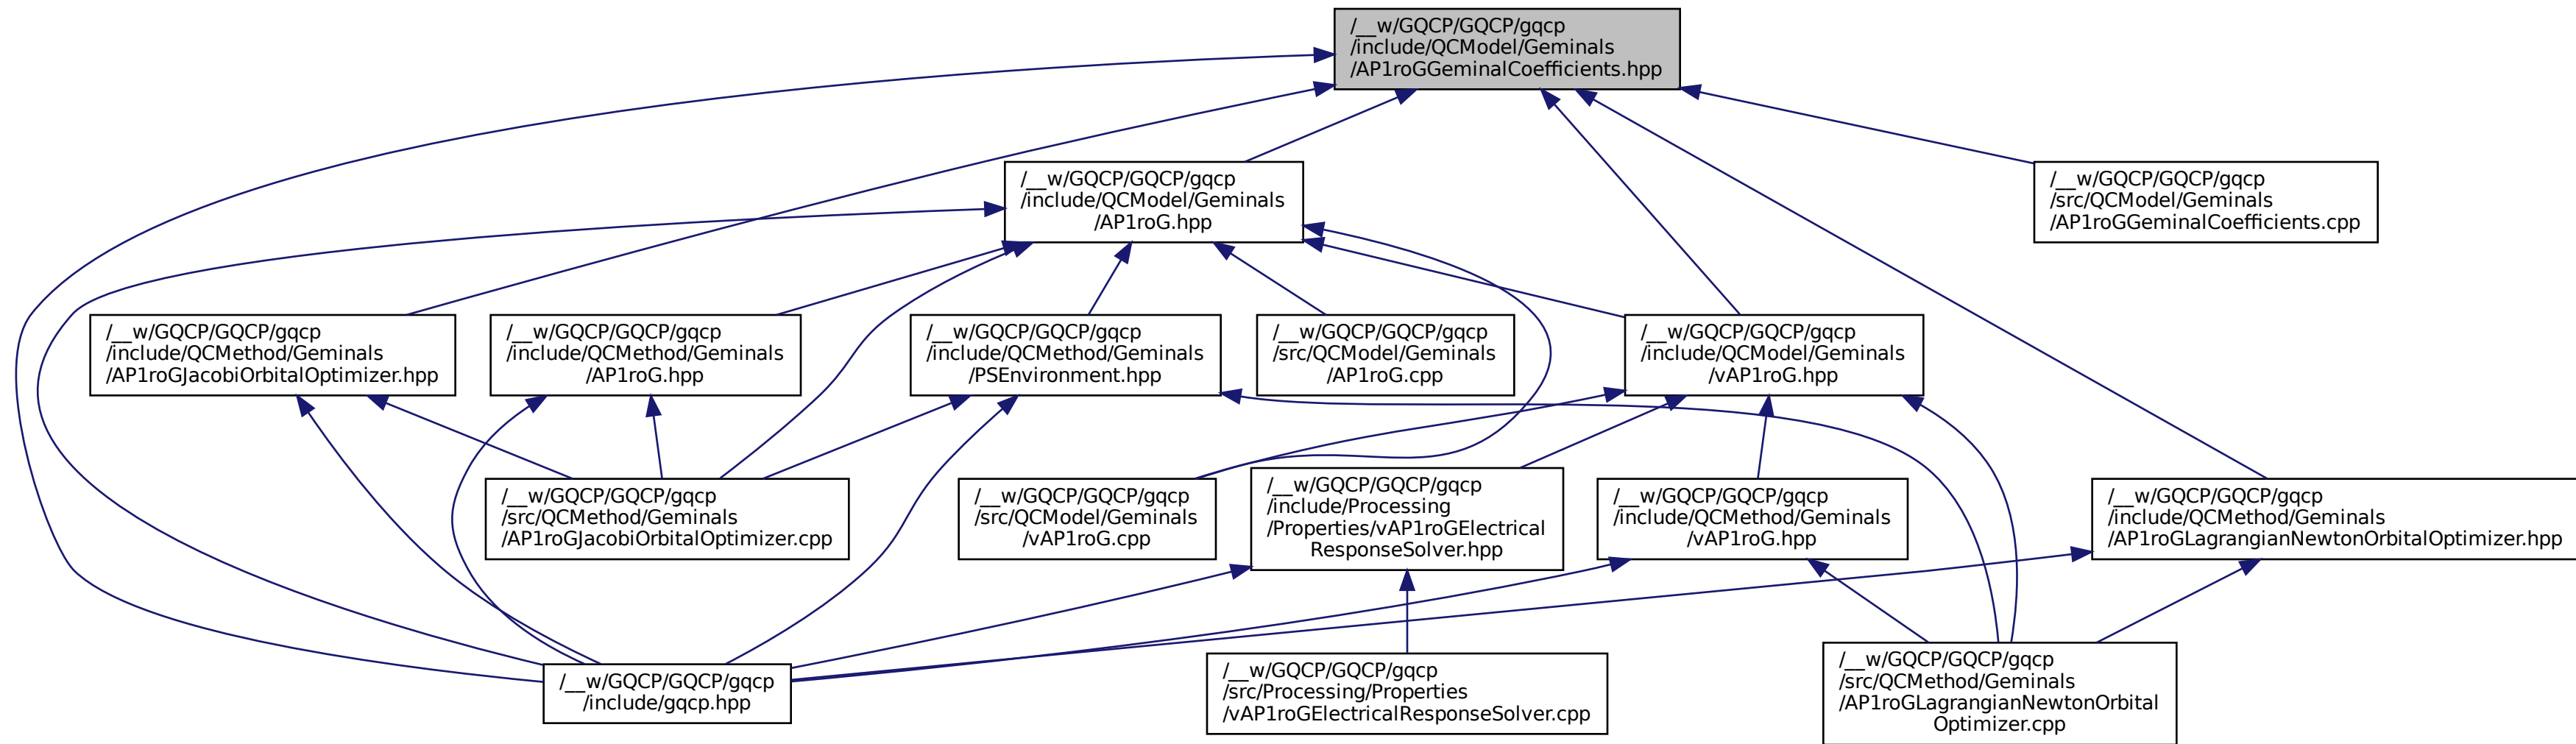 /__w/GQCP/GQCP/gqcp
/include/QCModel/Geminals
/AP1roGGeminalCoefficients.hpp
/__w/GQCP/GQCP/gqcp
/include/QCModel/Geminals
/AP1roG.hpp
/__w/GQCP/GQCP/gqcp
/src/QCModel/Geminals
/AP1roGGeminalCoefficients.cpp
/__w/GQCP/GQCP/gqcp
/include/QCMethod/Geminals
/AP1roGJacobiOrbitalOptimizer.hpp
/__w/GQCP/GQCP/gqcp
/include/QCMethod/Geminals
/AP1roG.hpp
/__w/GQCP/GQCP/gqcp
/include/QCMethod/Geminals
/PSEnvironment.hpp
/__w/GQCP/GQCP/gqcp
/src/QCModel/Geminals
/AP1roG.cpp
/__w/GQCP/GQCP/gqcp
/include/QCModel/Geminals
/vAP1roG.hpp
/__w/GQCP/GQCP/gqcp
/src/QCMethod/Geminals
/AP1roGJacobiOrbitalOptimizer.cpp
/__w/GQCP/GQCP/gqcp
/src/QCModel/Geminals
/vAP1roG.cpp
/__w/GQCP/GQCP/gqcp
/include/Processing
/Properties/vAP1roGElectrical
ResponseSolver.hpp
/__w/GQCP/GQCP/gqcp
/include/QCMethod/Geminals
/vAP1roG.hpp
/__w/GQCP/GQCP/gqcp
/include/QCMethod/Geminals
/AP1roGLagrangianNewtonOrbitalOptimizer.hpp
/__w/GQCP/GQCP/gqcp
/include/gqcp.hpp
/__w/GQCP/GQCP/gqcp
/src/Processing/Properties
/vAP1roGElectricalResponseSolver.cpp
/__w/GQCP/GQCP/gqcp
/src/QCMethod/Geminals
/AP1roGLagrangianNewtonOrbital
Optimizer.cpp